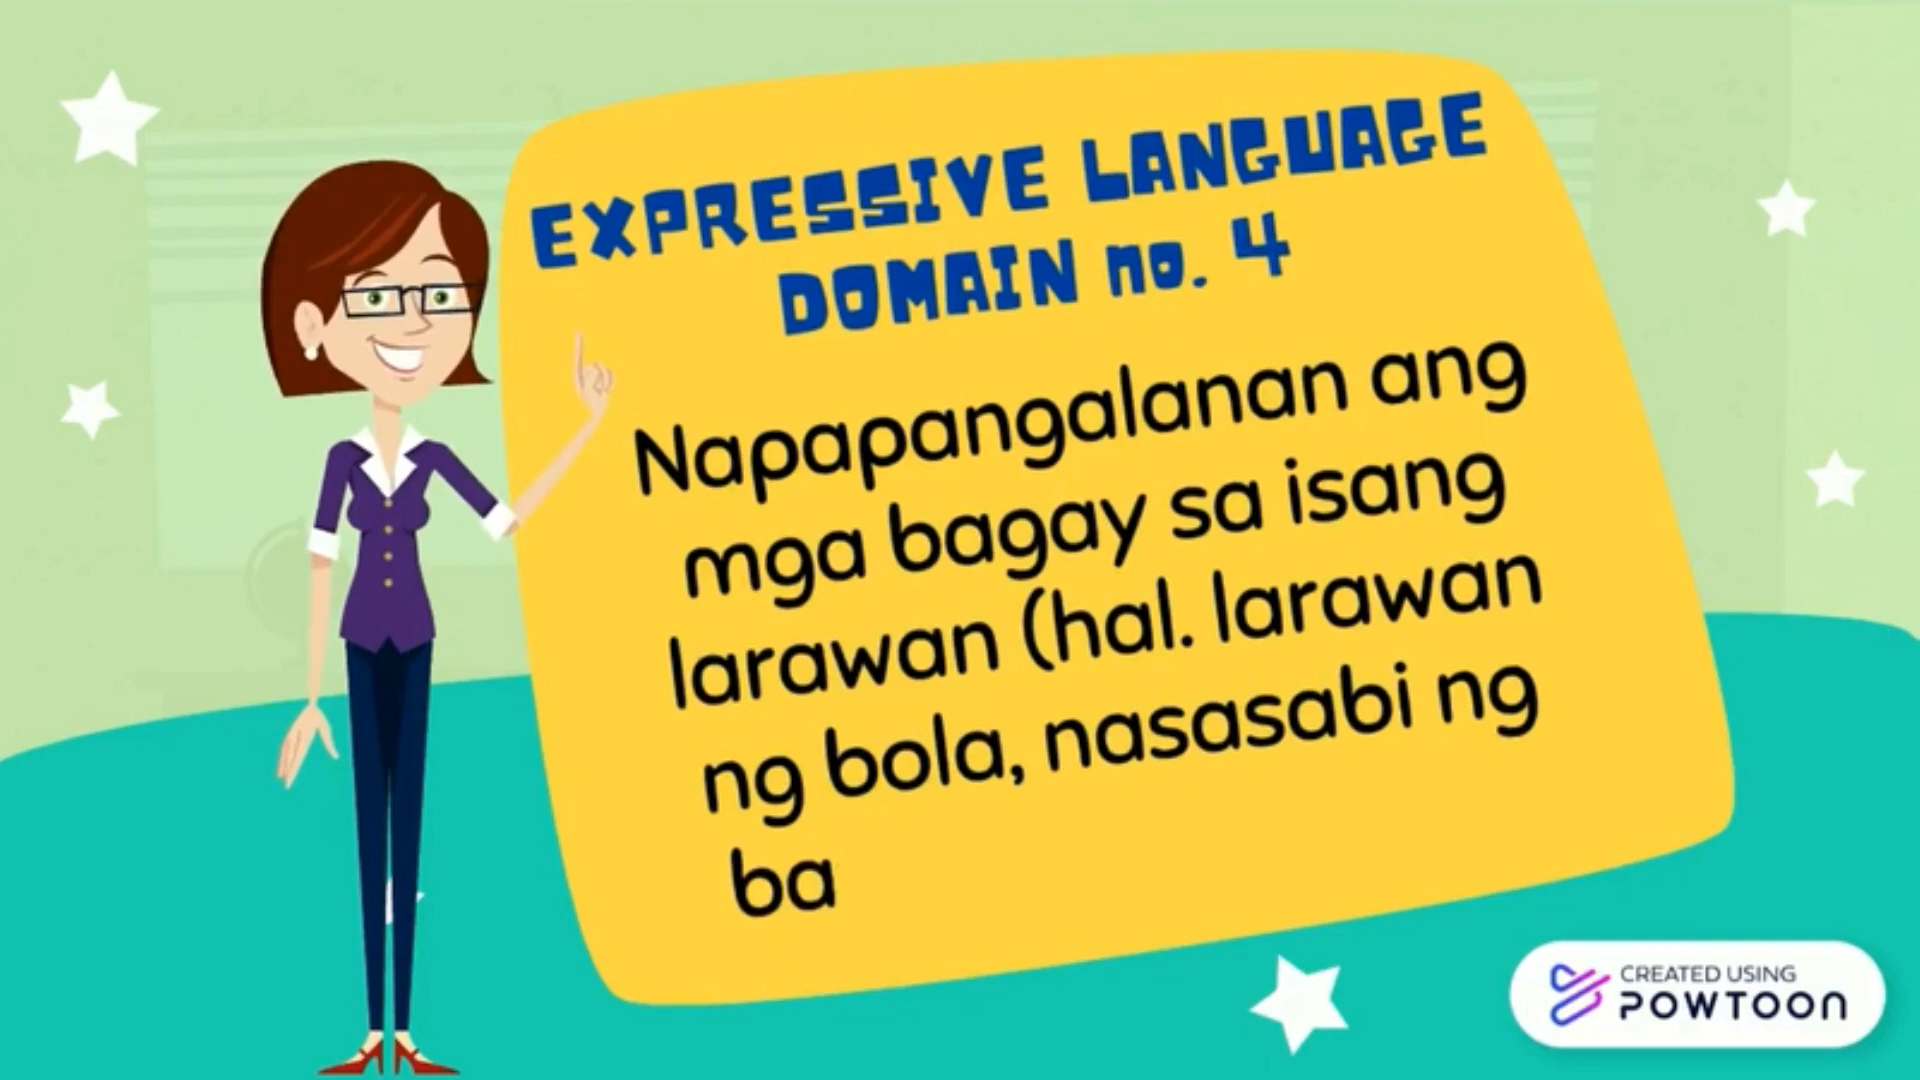 EXPRESSIVE LANGUAGE
DOMAIN no. 4
Napapangalanan ang
mga bagay sa isang
larawan (hal. larawan
ng bola, nasasabi ng
ba
CREATED USING
POWTOON